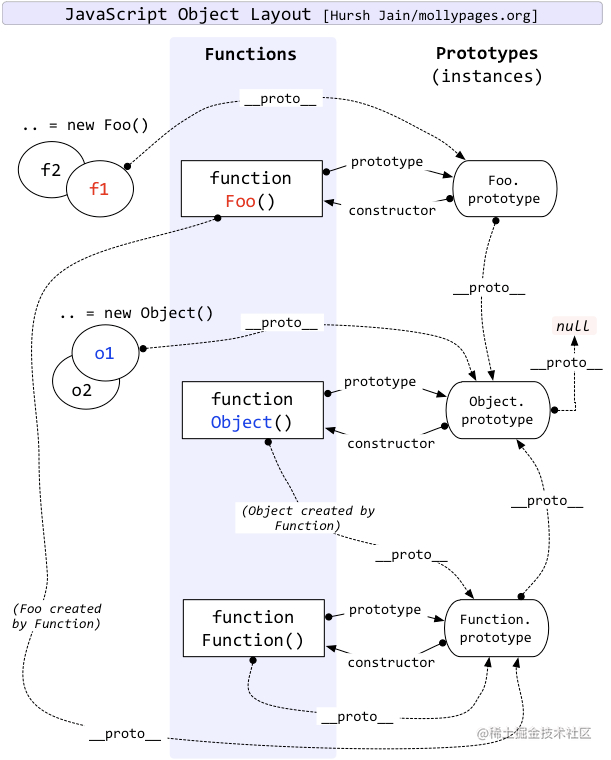 JavaScript Object Layout [Hursh Jain/mollypages.org]
Functions
Prototypes
(instances)
__proto__
.. = new Foo()
f2
f1
function
Foo()
prototype
constructor
Foo.
prototype
__proto__
.. = new Object()
__proto__
null
__proto__
o1
o2
function
Object()
prototype
constructor
Object.
prototype
(Object created by
Function)
__proto__
__proto__
(Foo created
by Function)
function
Function()
prototype
constructor
Function.
prototype
__proto__
__proto__
@稀土掘金技术社区